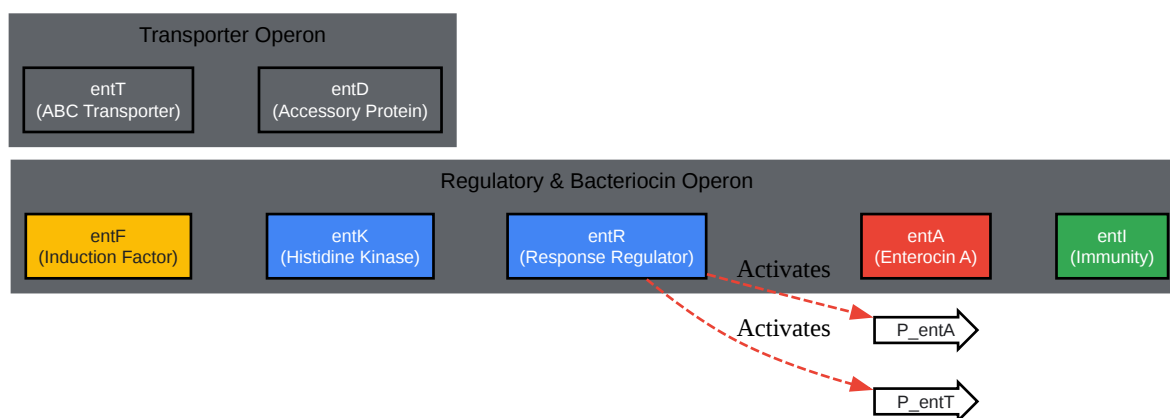 Transporter Operon
entT
(ABC Transporter)
entD
(Accessory Protein)
Regulatory & Bacteriocin Operon
entF
(Induction Factor)
entK
(Histidine Kinase)
entR
(Response Regulator)
entA
(Enterocin A)
entI
(Immunity)
Activates
P_entA
Activates
P_entT